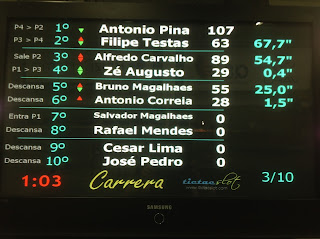 P4 > P2 1º Antonio Pina 107
P3 > P4 2º Filipe Testas 63 67,7"
Sale P2 3º Alfredo Carvalho 89 54,7"
P1 > P3 4º Zé Augusto 29 0,4"
Descansa 5º Bruno Magalhaes 55 25,0"
Descansa 6º Antonio Correia 28 1,5"
Entra P1 7º Salvador Magalhaes 0
Descansa 8º Rafael Mendes 0
Descansa 9º Cesar Lima 0
Descansa 10º José Pedro 0
1:03 Carrera slot 3/10
SAMSUNG